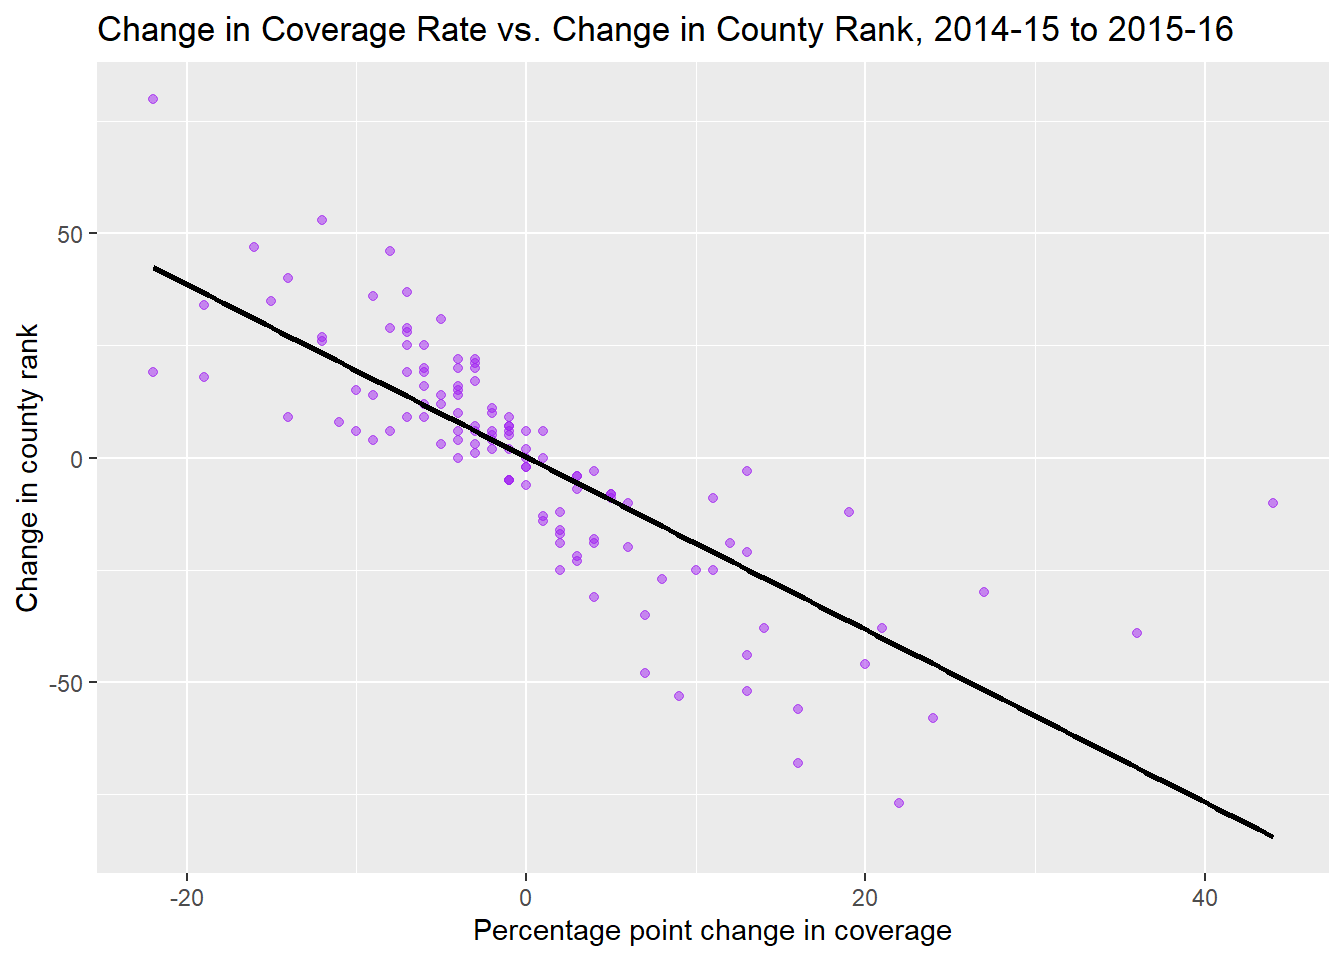 Change in Coverage Rate vs. Change in County Rank, 2014-15 to 2015-16
Change in county rank
50
0
-50
-20
0
20
40
Percentage point change in coverage